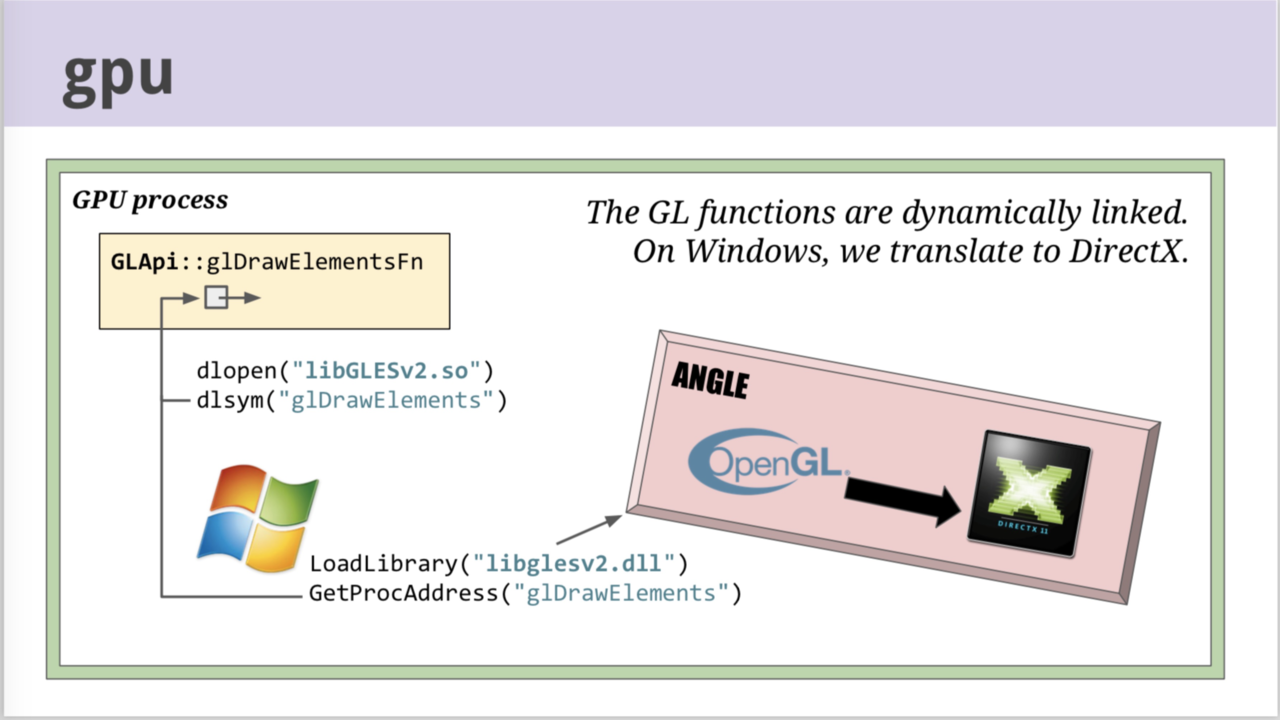 gpu
GPU process
The GL functions are dynamically linked.
On Windows, we translate to DirectX.
GLApi::glDrawElementsFn
dlopen("libGLESv2.so")
dlsym("glDrawElements")
ANGLE
OpenGL®
DIRECTX 11
LoadLibrary("libglesv2.dll")
GetProcAddress("glDrawElements")